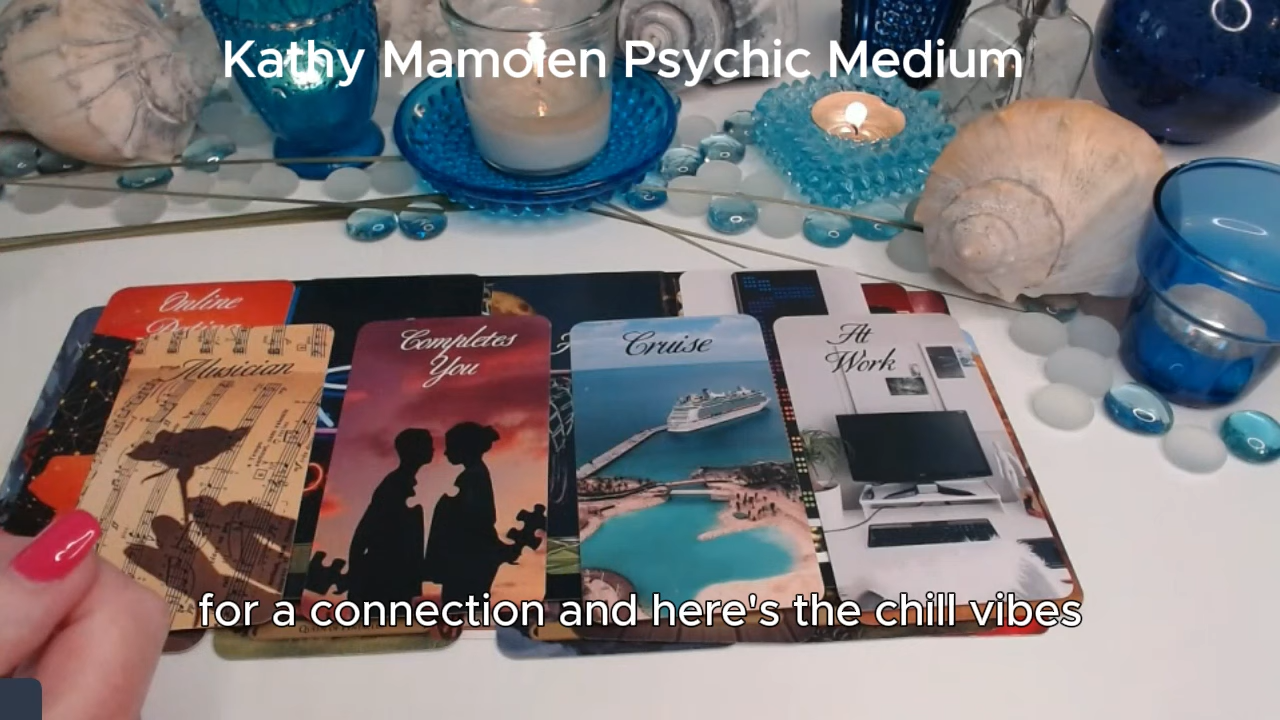 Kathy Mamolen Psychic Medium
Online
Musician
Completes
You
Cruise
At
Work
for a connection and here's the chill vibes